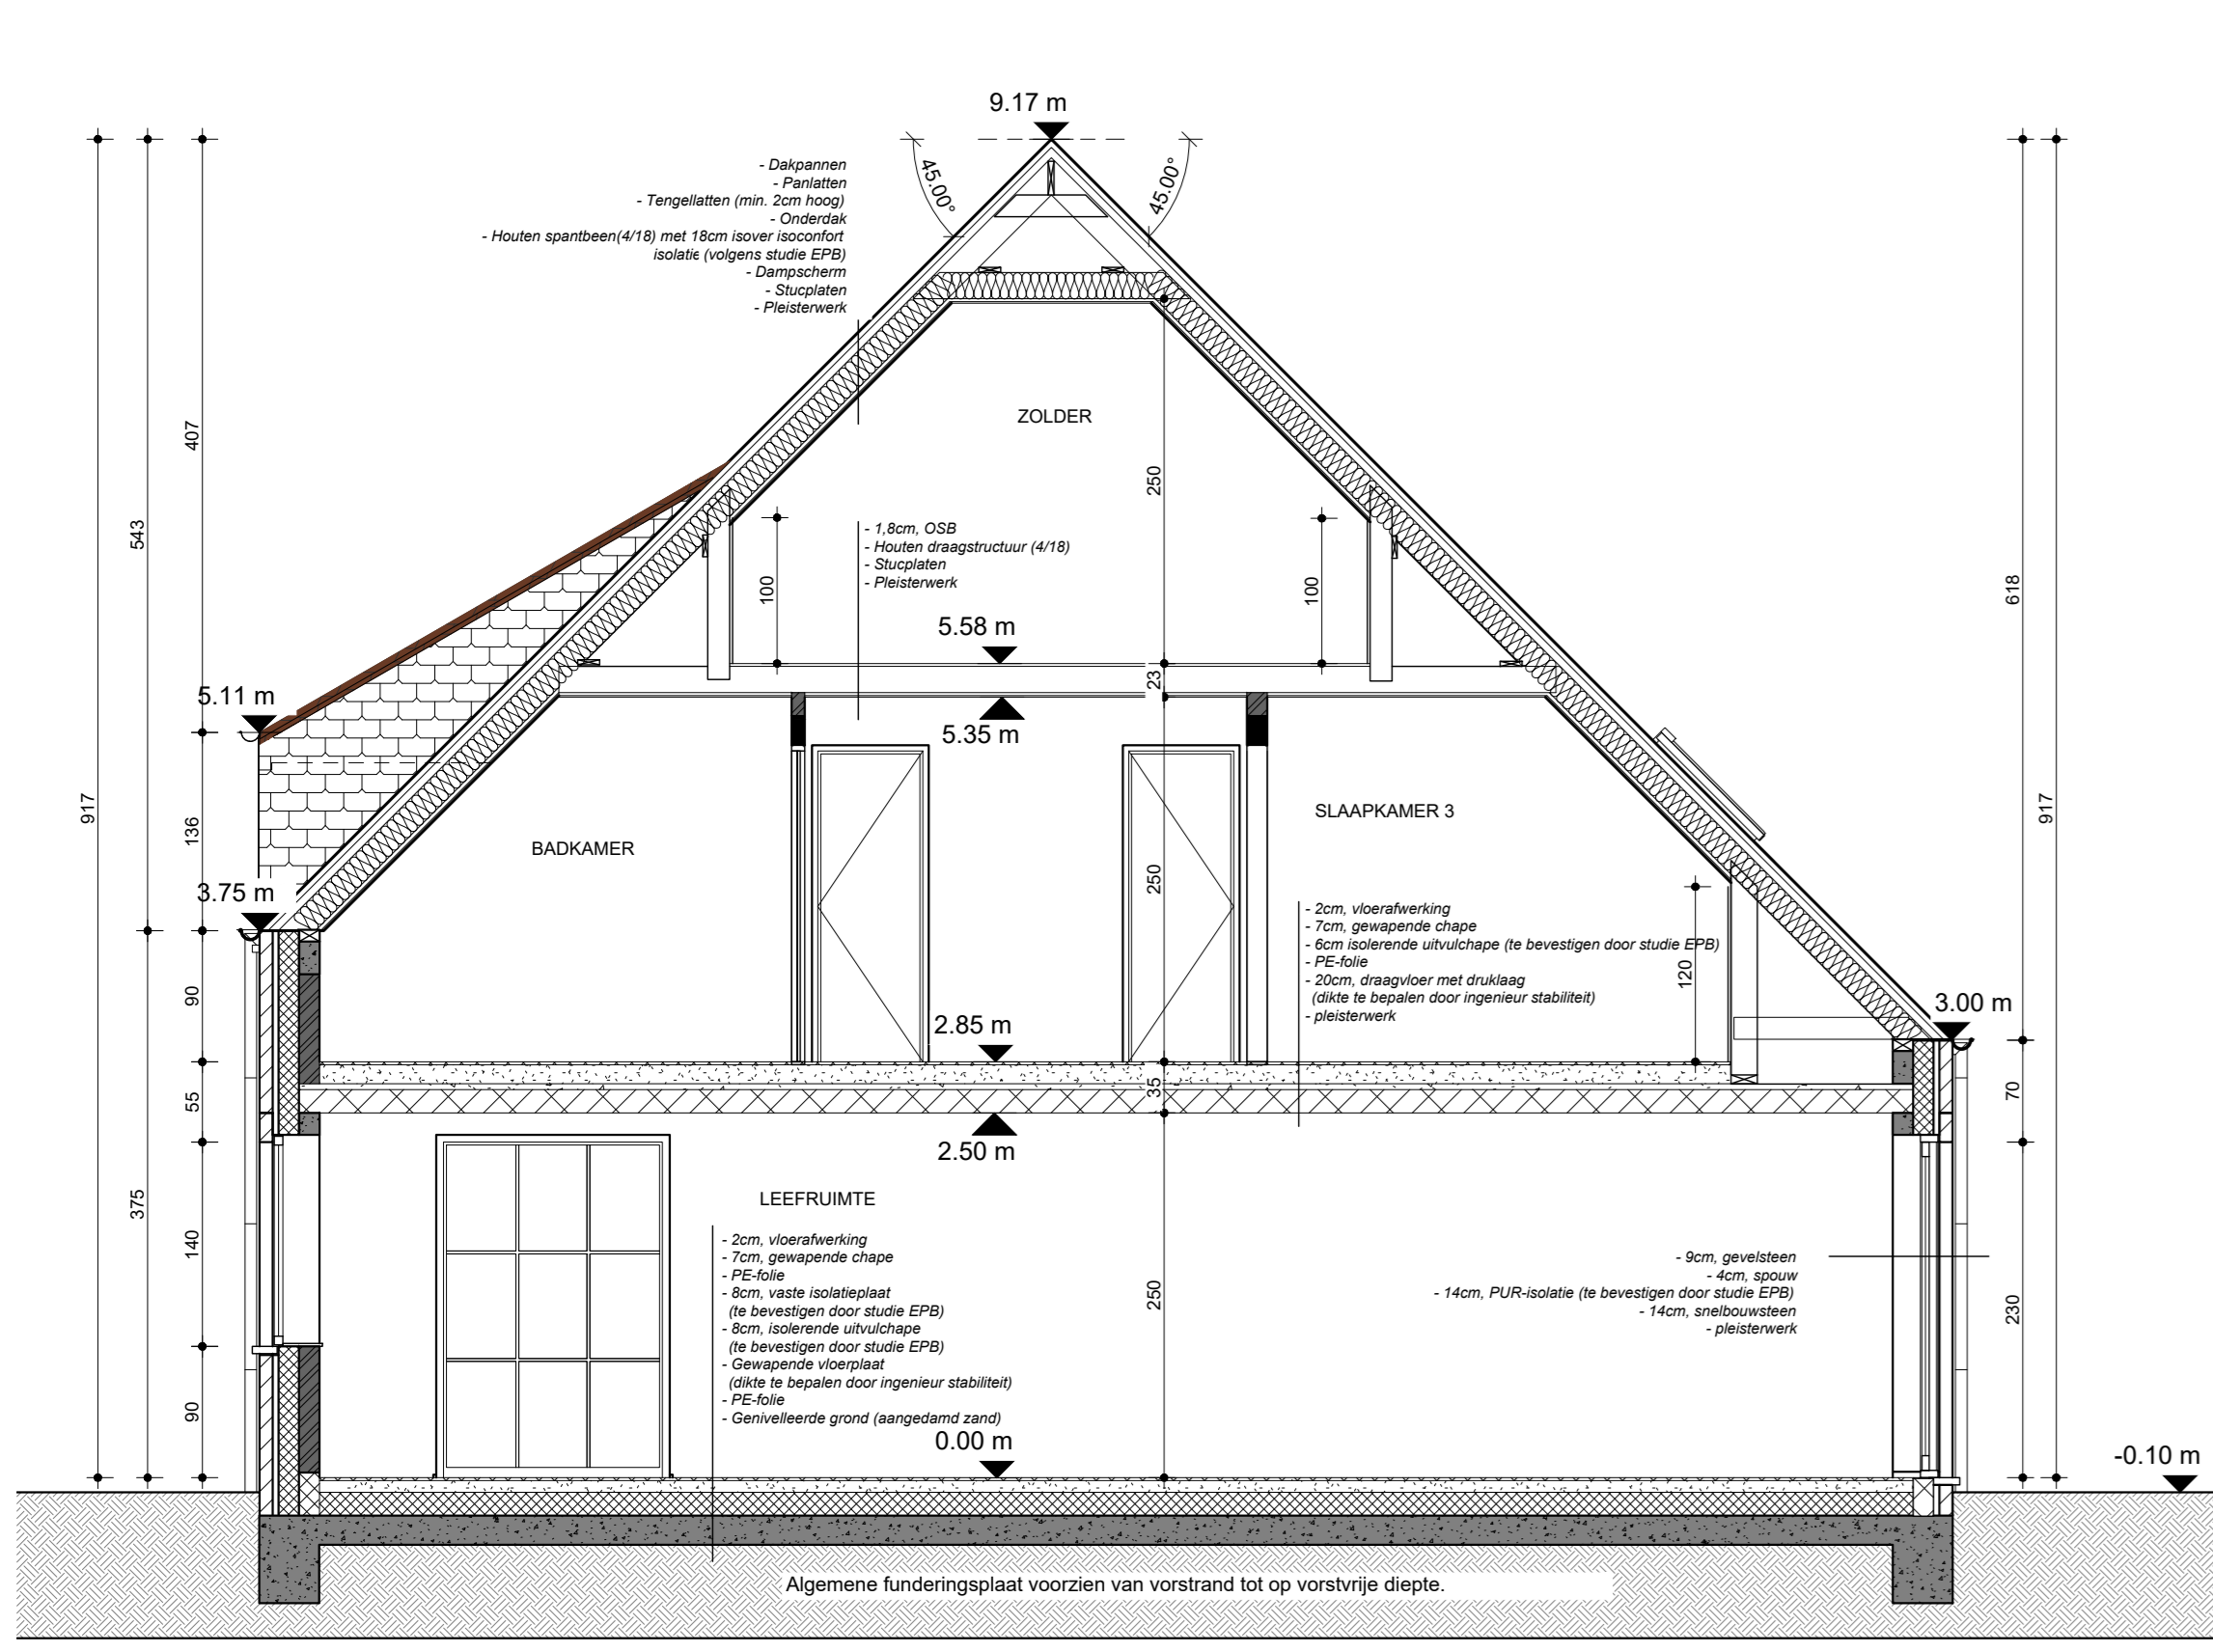 9.17 m
45.00°
45.00°
- Dakpannen
- Panlatten
- Tengellatten (min. 2cm hoog)
- Onderdak
- Houten spantbeen(4/18) met 18cm isover isoconfort
isolatie (volgens studie EPB)
- Dampscherm
- Stucplaten
- Pleisterwerk
ZOLDER
407
543
250
- 1,8cm, OSB
- Houten draagstructuur (4/18)
- Stucplaten
- Pleisterwerk
100
100
618
5.58 m
23
5.11 m
5.35 m
917
136
917
BADKAMER
SLAAPKAMER 3
250
3.75 m
- 2cm, vloerafwerking
- 7cm, gewapende chape
- 6cm isolerende uitvulchape (te bevestigen door studie EPB)
- PE-folie
- 20cm, draagvloer met druklaag
(dikte te bepalen door ingenieur stabiliteit)
- pleisterwerk
120
90
3.00 m
2.85 m
55
35
70
2.50 m
LEEFRUIMTE
375
140
250
230
- 2cm, vloerafwerking
- 7cm, gewapende chape
- PE-folie
- 8cm, vaste isolatieplaat
(te bevestigen door studie EPB)
- 8cm, isolerende uitvulchape
(te bevestigen door studie EPB)
- Gewapende vloerplaat
(dikte te bepalen door ingenieur stabiliteit)
- PE-folie
- Genivelleerde grond (aangedamd zand)
- 9cm, gevelsteen
- 4cm, spouw
- 14cm, PUR-isolatie (te bevestigen door studie EPB)
- 14cm, snelbouwsteen
- pleisterwerk
90
0.00 m
-0.10 m
Algemene funderingsplaat voorzien van vorstrand tot op vorstvrije diepte.